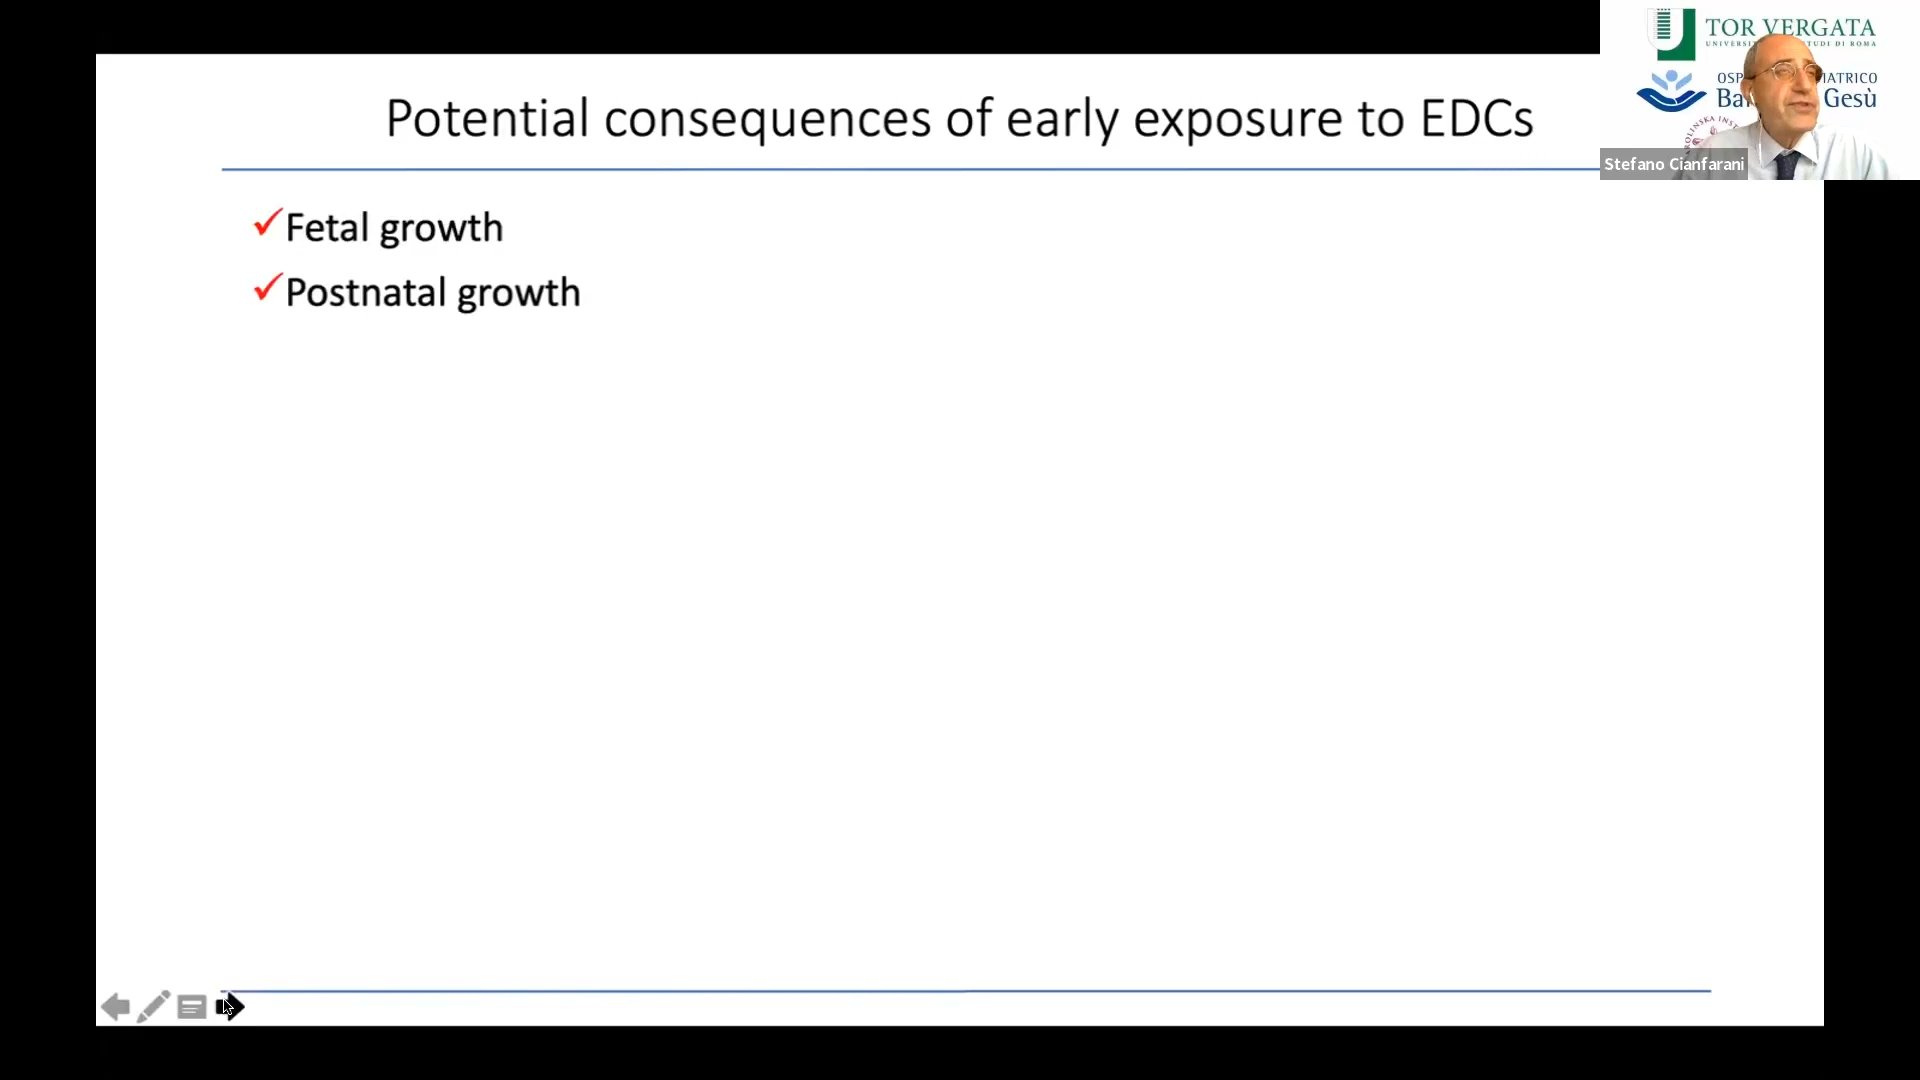 Potential consequences of early exposure to EDCs
✓Fetal growth
✓Postnatal growth
TOR VERGATA
Gesù
Stefano Cianfarani